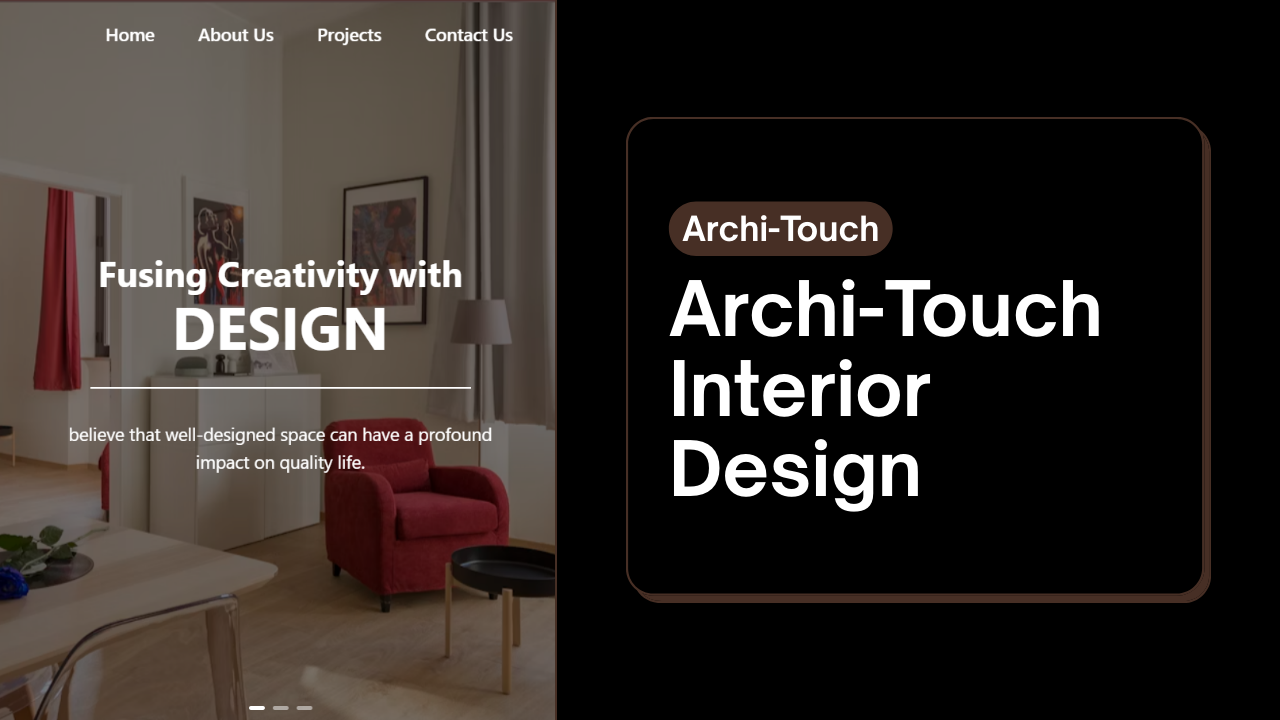 Home About Us Projects Contact Us
Fusing Creativity with
DESIGN
believe that well-designed space can have a profound
impact on quality life.
Archi-Touch
Archi-Touch
Interior
Design